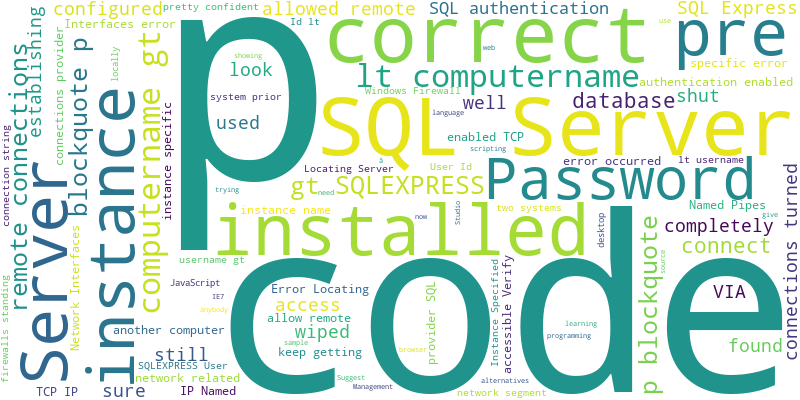 pretty confident
configured
Interfaces error
allowed remote
Id lt
SQL authentication
SQL Express
p
correct
pre
specific error
showing
use
web
look
lt computername
Windows Firewall
authentication enabled
connections provider
locally
establishing
remote connections
blockquote p
computername gt
instance specific
system prior
used
SQL Server
well
database
shut
language
enabled TCP
scripting
connection string
Server
instance
Locating Server
â
User Id
error occurred
lt username
trying
gt
need
SQLEXPRESS
Password
instance name
now
Studio
two systems
Named Pipes
give
installed
desktop
completely
connect
p blockquote
source
connections turned
firewalls standing
Network Interfaces
username gt
code
JavaScript
IE7
Error Locating
access
anybody
allow remote
sample
wiped
keep getting
provider SQL
browser
Instance Specified
accessible Verify
learning
programming
VIA
found
another computer
still
SQLEXPRESS User
network related
TCP IP
sure
IP Named
Suggest
Management
alternatives
network segment